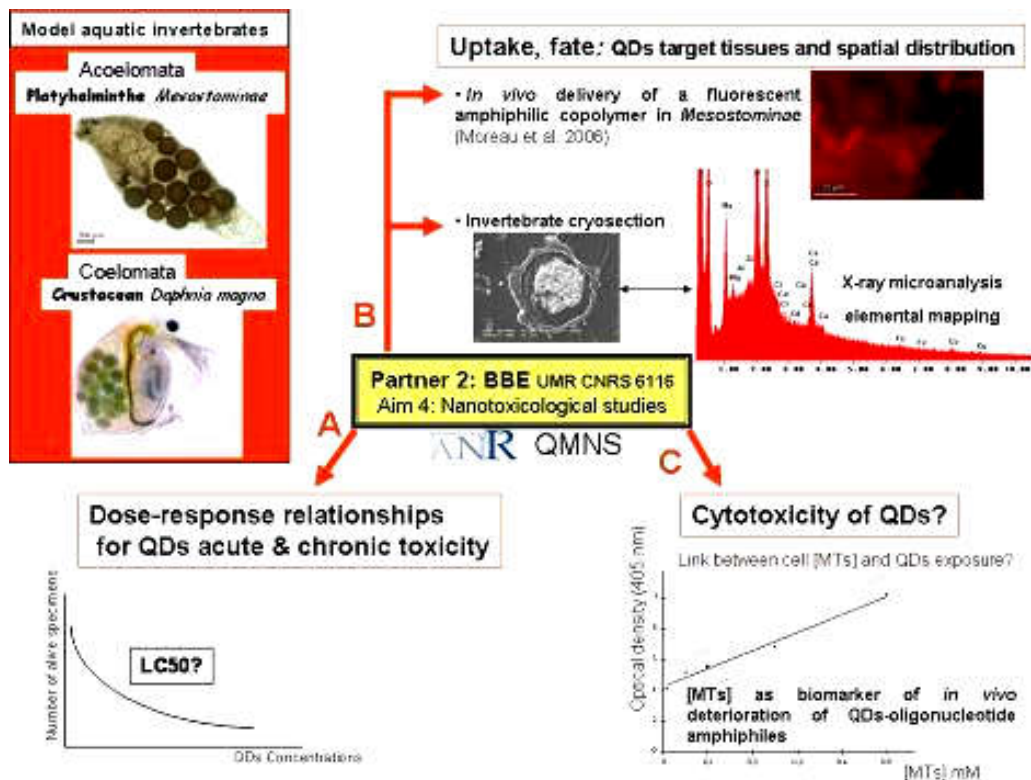 Model aquatic invertebrates
Acoelomata
Platyhelminthe Mesostominae
Coelomata
Crustacean Daphnia magna
Uptake, fate: QDs target tissues and spatial distribution
• In vivo delivery of a fluorescent
amphiphilic copolymer in Mesostominae
(Moreau et al. 2006)
• Invertebrate cryosection
X-ray microanalysis
elemental mapping
B
Partner 2: BBE UMR CNRS 6116
Aim 4: Nanotoxicological studies
A
ANR QMNS
C
Dose-response relationships
for QDs acute & chronic toxicity
Number of alive specimens
LC50?
QDs Concentrations
Cytotoxicity of QDs?
Link between cell [MTs] and QDs exposure?
Optical density (405 nm)
[MTs] as biomarker of in vivo
deterioration of QDs-oligonucleotide
amphiphiles
[MTs] mM